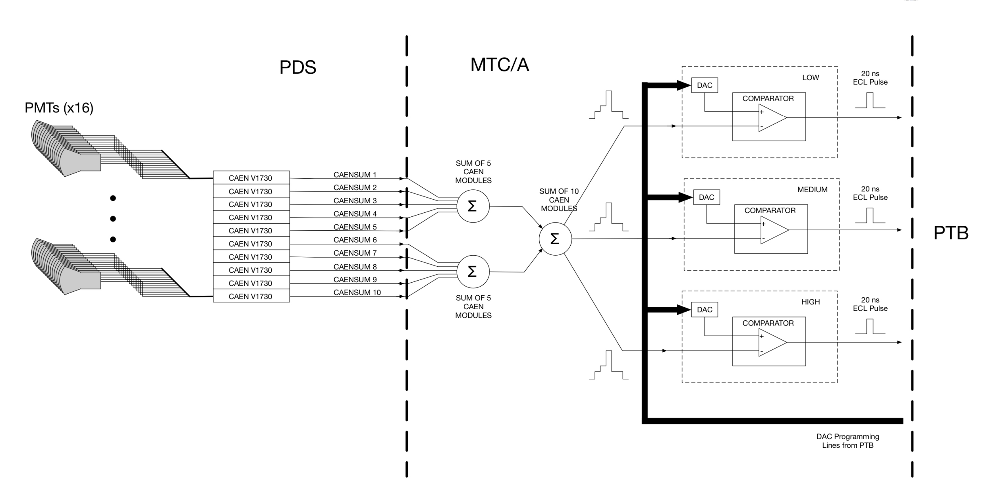 PDS
MTC/A
PMTs (x16)
CAEN V1730
CAEN V1730
CAEN V1730
CAEN V1730
CAEN V1730
CAEN V1730
CAEN V1730
CAEN V1730
CAEN V1730
CAEN V1730
CAENSUM 1
CAENSUM 2
CAENSUM 3
CAENSUM 4
CAENSUM 5
CAENSUM 6
CAENSUM 7
CAENSUM 8
CAENSUM 9
CAENSUM 10
SUM OF 5
CAEN
MODULES
Σ
Σ
SUM OF 5
CAEN
MODULES
SUM OF 10
CAEN
MODULES
Σ
DAC
LOW
COMPARATOR
+
-
20 ns
ECL Pulse
DAC
MEDIUM
COMPARATOR
+
-
20 ns
ECL Pulse
DAC
HIGH
COMPARATOR
+
-
20 ns
ECL Pulse
PTB
DAC Programming
Lines from PTB